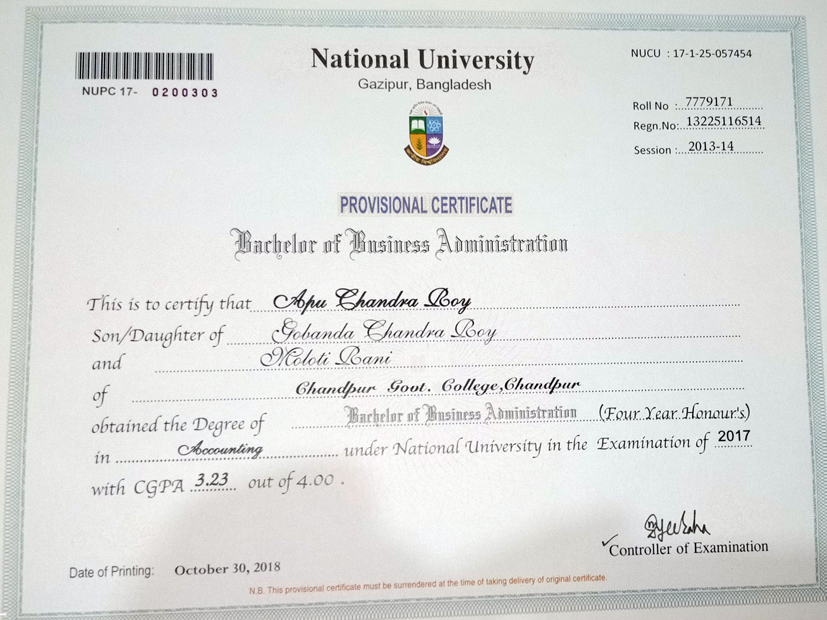 National University
Gazipur, Bangladesh
NUPC 17- 0200303
NUCU : 17-1-25-057454
Roll No : 7779171
Regn.No: 13225116514
Session : 2013-14
PROVISIONAL CERTIFICATE
Bachelor of Business Administration
This is to certify that Apu Chandra Roy
Son/Daughter of Gobanda Chandra Roy
and Moloti Rani
of Chandpur Govt. College,Chandpur
obtained the Degree of Bachelor of Business Administration (Four Year Honour's)
in Accounting under National University in the Examination of 2017
with CGPA 3.23 out of 4.00 .
Controller of Examination
Date of Printing: October 30, 2018
N.B. This provisional certificate must be surrendered at the time of taking delivery of original certificate.